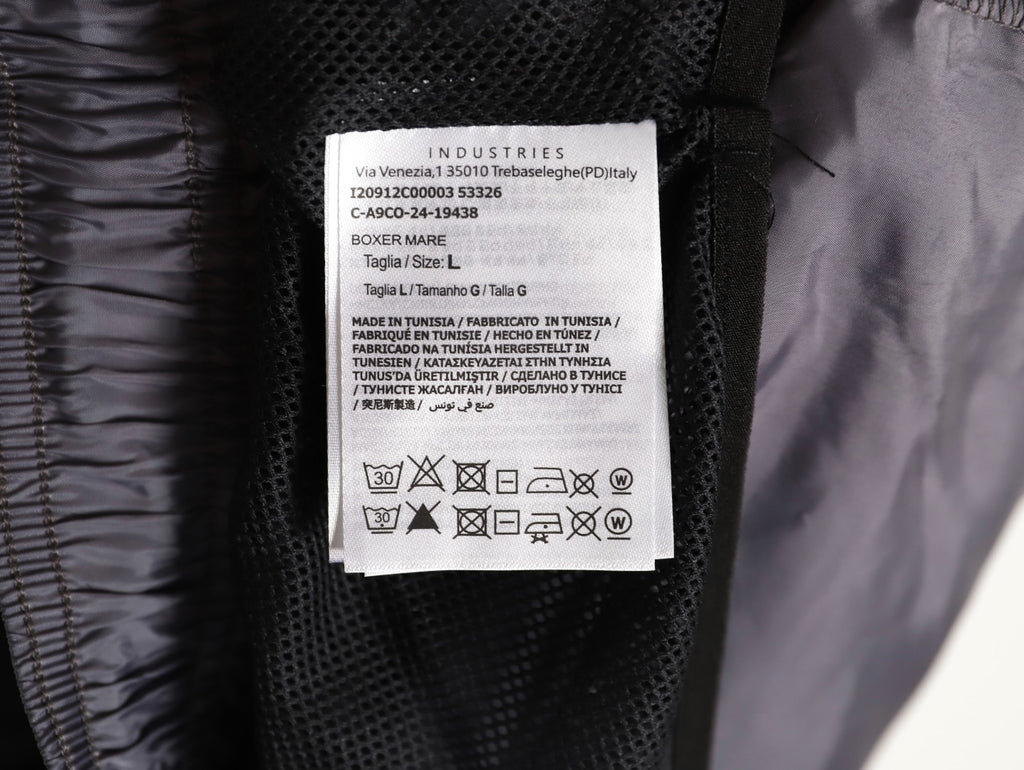 INDUSTRIES
Via Venezia,1 35010 Trebaseleghe(PD)Italy
I20912C00003 53326
C-A9CO-24-19438
BOXER MARE
Taglia / Size: L
Taglia L / Tamanho G / Talla G
MADE IN TUNISIA / FABBRICATO IN TUNISIA /
FABRIQUÉ EN TUNISIE / HECHO EN TÚNEZ /
FABRICADO NA TUNÍSIA HERGESTELLT IN
TUNESIEN / ΚΑΤΑΣΚΕΥΑΖΕΤΑΙ ΣΤΗΝ ΤΥΝΗΣΙΑ
TUNUS'DA ÜRETILMIŞTIR / СДЕЛАНО В ТУНИСЕ
/ ТУНИСТЕ ЖАСАЛҒАН / ВИРОБЛУНО У ТУНІСІ
/ 突尼斯製造 / صنع في تونس
30 W
30 W